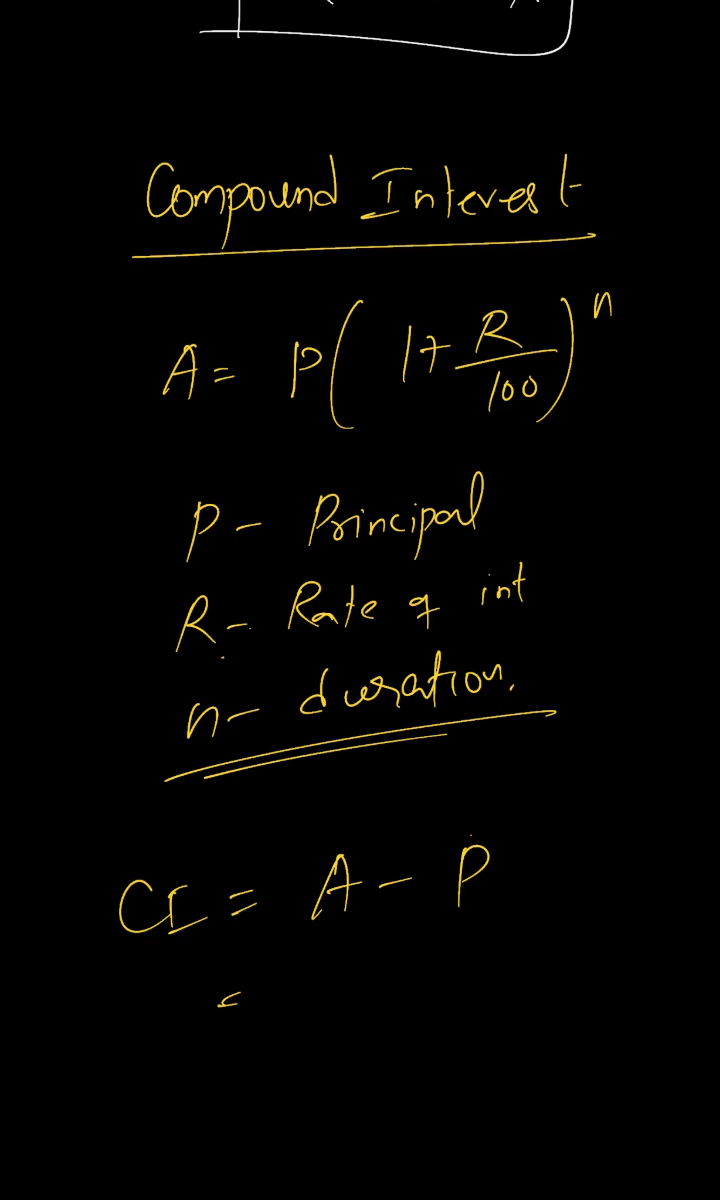 Compound Interest
A = P(1+R/100)^n
P - Principal
R - Rate of int
n - duration.
CI = A - P
=